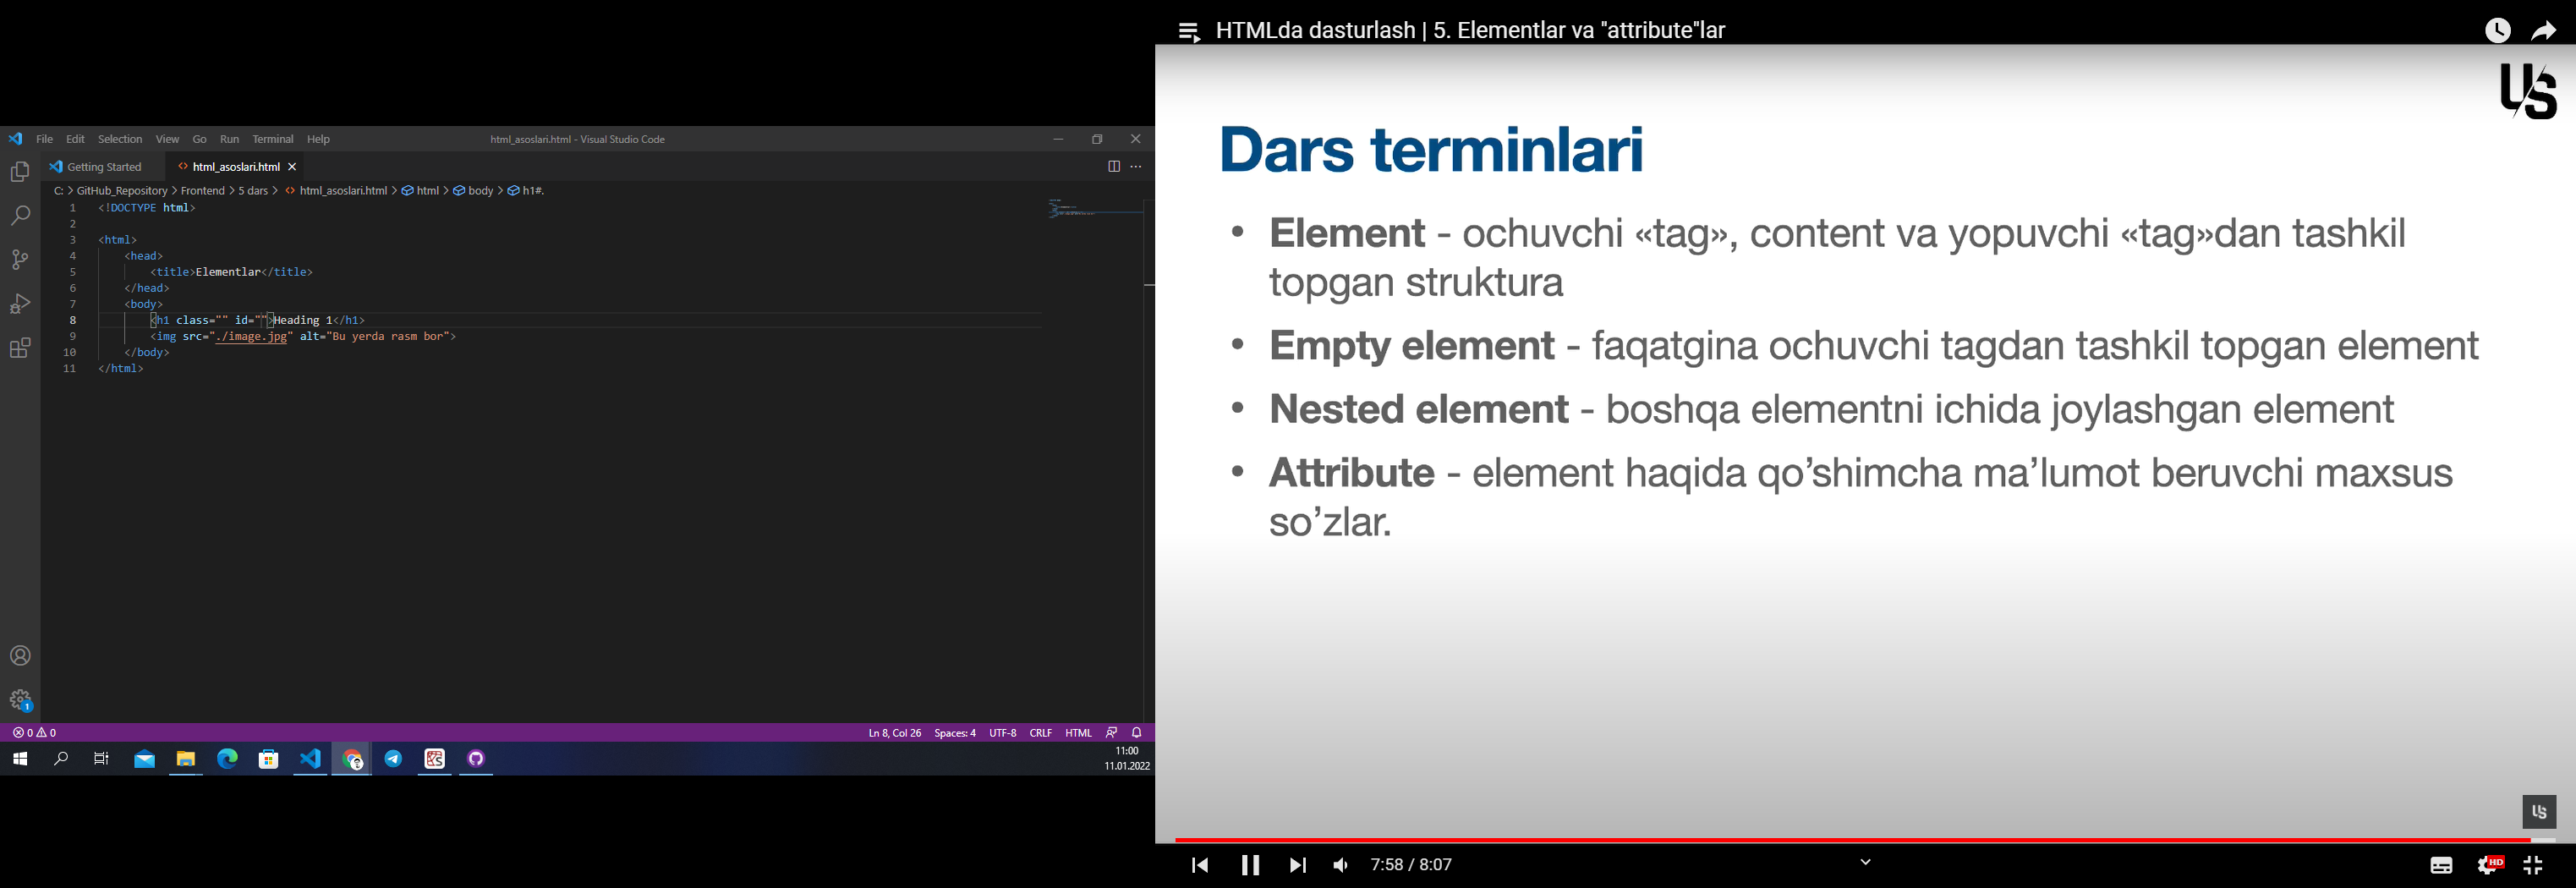 File Edit Selection View Go Run Terminal Help html_asoslari.html - Visual Studio Code
Getting Started html_asoslari.html
C: > GitHub_Repository > Frontend > 5 dars > html_asoslari.html > html > body > h1#.
1 <!DOCTYPE html>
2
3 <html>
4 <head>
5 <title>Elementlar</title>
6 </head>
7 <body>
8 <h1 class="" id="">Heading 1</h1>
9 <img src="./image.jpg" alt="Bu yerda rasm bor">
10 </body>
11 </html>
1
0 0 Ln 8, Col 26 Spaces: 4 UTF-8 CRLF HTML
11:00
11.01.2022
HTMLda dasturlash | 5. Elementlar va "attribute"lar
US
Dars terminlari
• Element - ochuvchi «tag», content va yopuvchi «tag»dan tashkil
topgan struktura
• Empty element - faqatgina ochuvchi tagdan tashkil topgan element
• Nested element - boshqa elementni ichida joylashgan element
• Attribute - element haqida qo’shimcha ma’lumot beruvchi maxsus
so’zlar.
US
7:58 / 8:07
HD